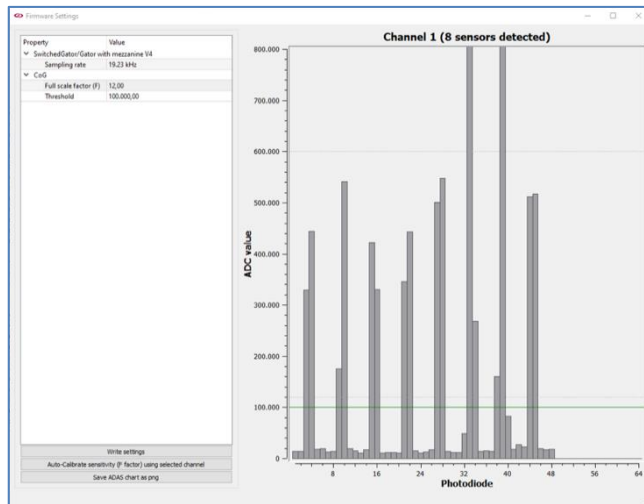 Firmware Settings
Property Value
SwitchedGator/Gator with mezzanine V4
Sampling rate 19.23 kHz
CoG
Full scale factor (F) 12,00
Threshold 100.000,00
Write settings
Auto-Calibrate sensitivity (F factor) using selected channel
Save ADAS chart as png
Channel 1 (8 sensors detected)
800.000
700.000
600.000
500.000
400.000
300.000
200.000
100.000
0
ADC value
8 16 24 32 40 48 56 64
Photodiode